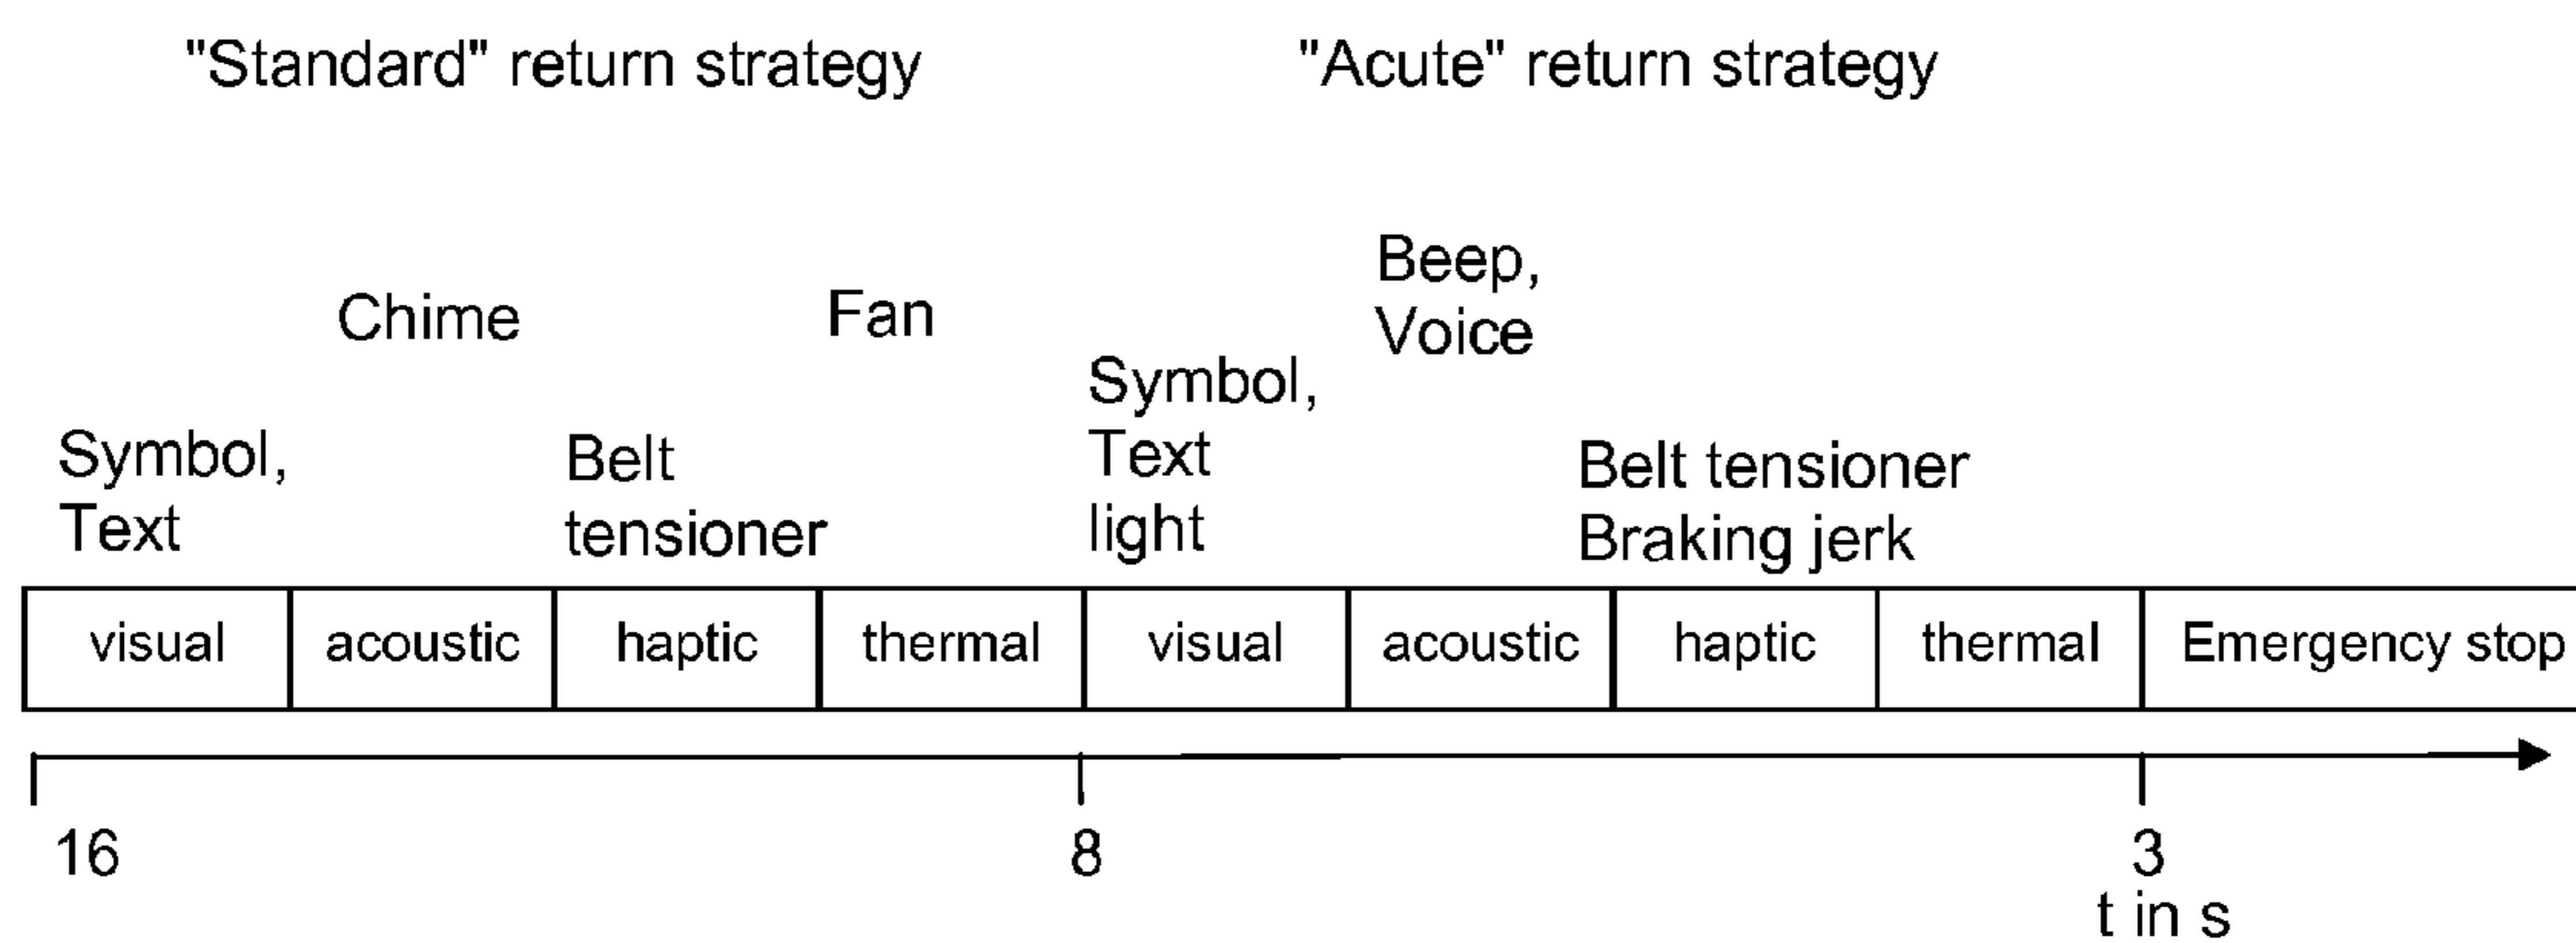 "Standard" return strategy
"Acute" return strategy
Chime
Fan
Beep,
Voice
Symbol,
Text
Belt
tensioner
Symbol,
Text
light
Belt tensioner
Braking jerk
visual
acoustic
haptic
thermal
visual
acoustic
haptic
thermal
Emergency stop
16
8
3
t in s